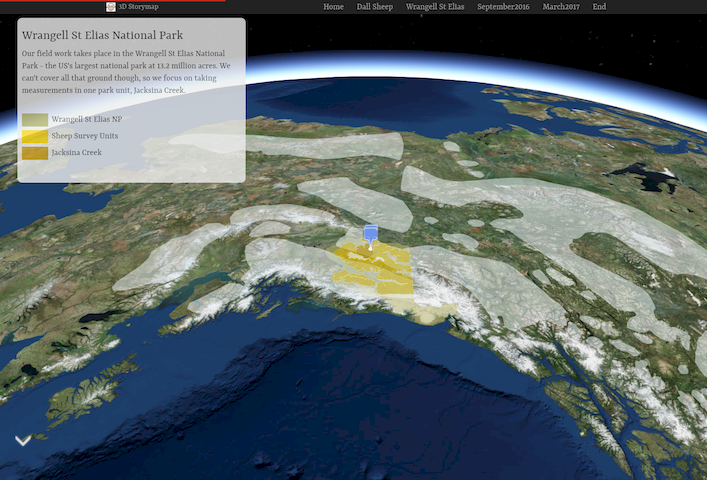 3D Storymap
Home Dall Sheep Wrangell St Elias September2016 March2017 End
Wrangell St Elias National Park
Our field work takes place in the Wrangell St Elias National
Park - the US's largest national park at 13.2 million acres. We
can't cover all that ground though, so we focus on taking
measurements in one park unit, Jacksina Creek.
Wrangell St Elias NP
Sheep Survey Units
Jacksina Creek